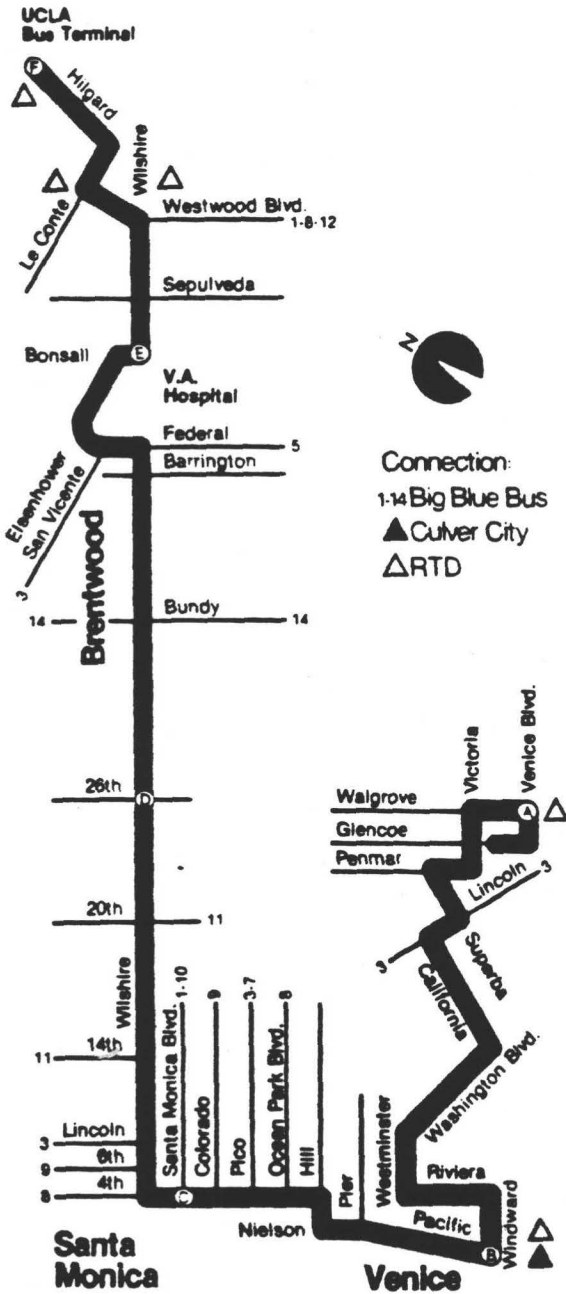 UCLA
Bus Terminal
F
Hilgard
Wilshire
Le Conte
Westwood Blvd.
1-8-12
Sepulveda
Bonsall
E
V.A.
Hospital
Federal
5
Barrington
Eisenhower
San Vicente
3
Brentwood
14
Bundy
14
N
Connection:
1-14 Big Blue Bus
Culver City
RTD
26th
D
20th
11
Wilshire
14th
11
Lincoln
3
6th
9
4th
8
Santa Monica Blvd.
1-10
Colorado
9
Pico
3-7
Ocean Park Blvd.
8
Hill
C
Nielson
Pier
Santa
Monica
Walgrove
Glencoe
Penmar
Victoria
Venice Blvd.
A
Lincoln
3
3
Superba
California
Washington Blvd.
Westminster
Riviera
Pacific
Windward
B
Venice